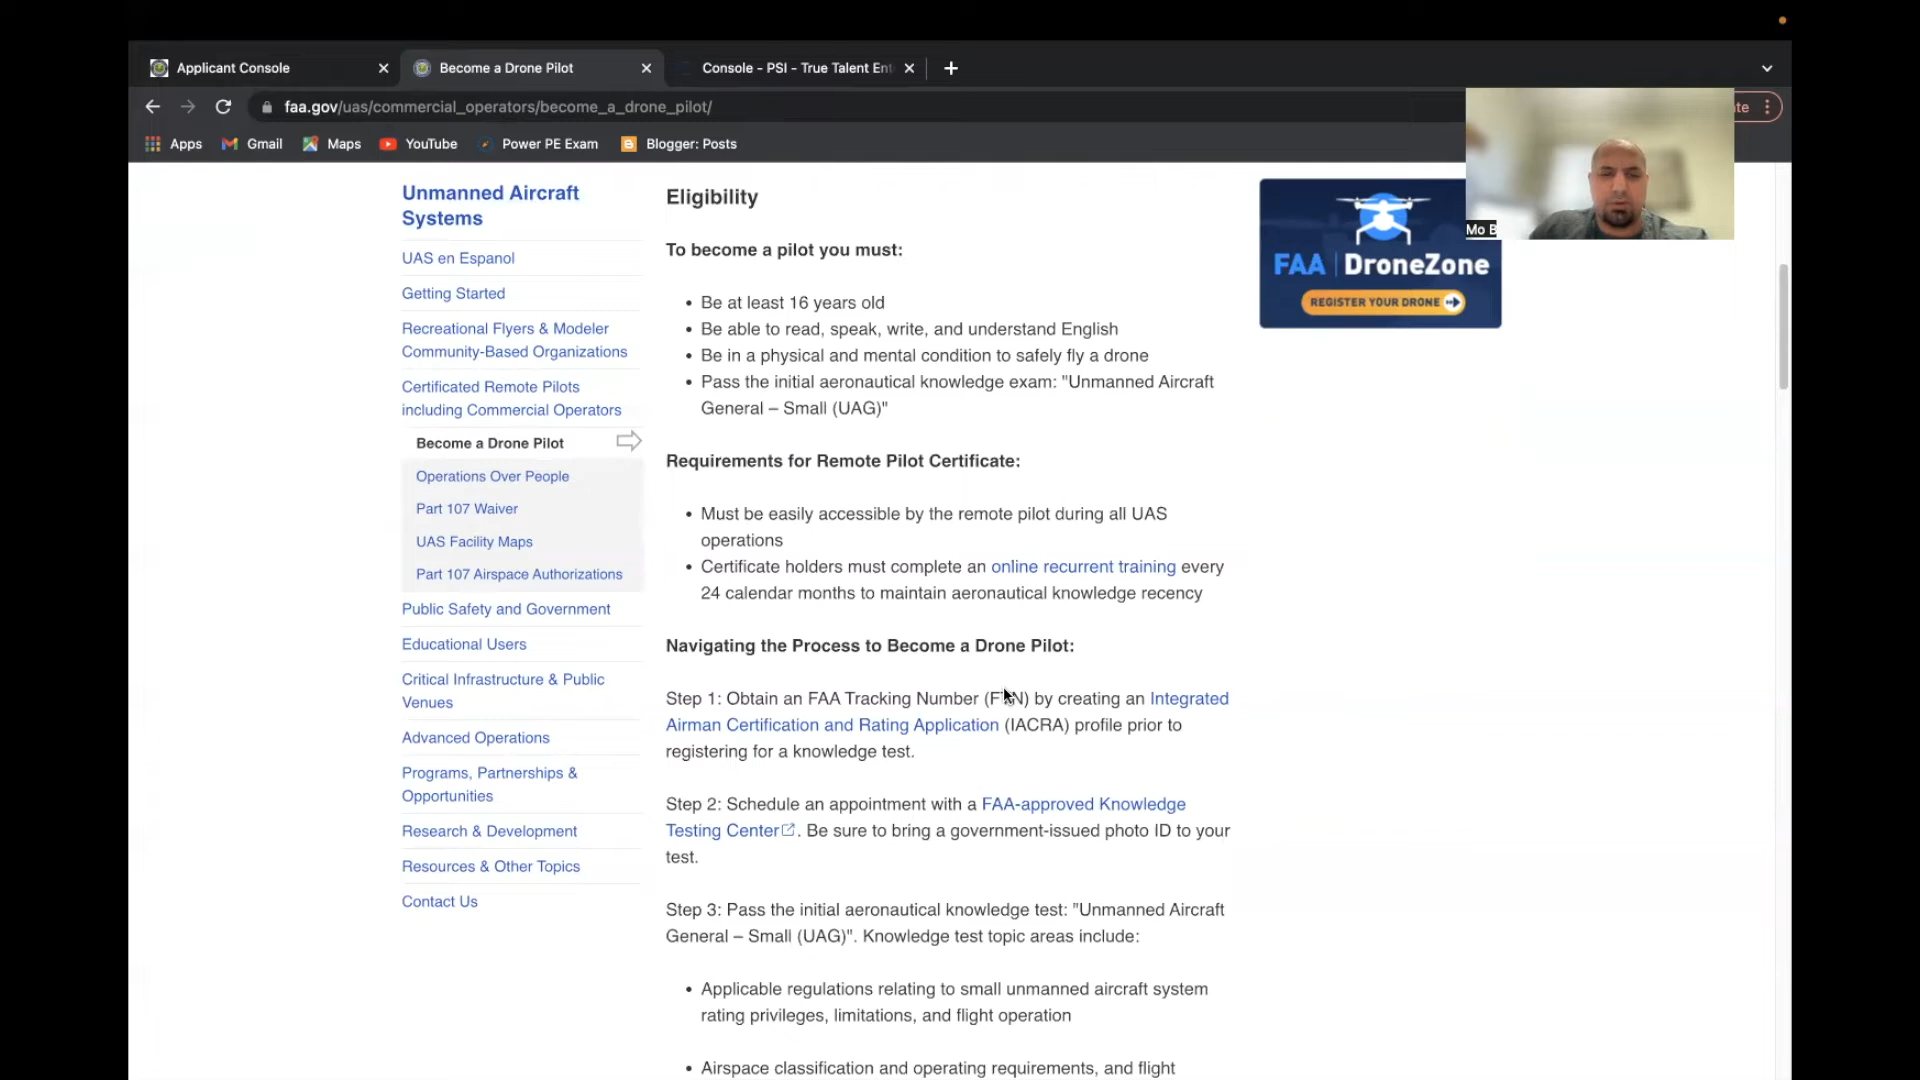 Applicant Console
Become a Drone Pilot
Console - PSI - True Talent Ent
faa.gov/uas/commercial_operators/become_a_drone_pilot/
te
Apps
Gmail
Maps
YouTube
Power PE Exam
Blogger: Posts
Mo B
Unmanned Aircraft
Systems
UAS en Espanol
Getting Started
Recreational Flyers & Modeler
Community-Based Organizations
Certificated Remote Pilots
including Commercial Operators
Become a Drone Pilot
Operations Over People
Part 107 Waiver
UAS Facility Maps
Part 107 Airspace Authorizations
Public Safety and Government
Educational Users
Critical Infrastructure & Public
Venues
Advanced Operations
Programs, Partnerships &
Opportunities
Research & Development
Resources & Other Topics
Contact Us
Eligibility
To become a pilot you must:
• Be at least 16 years old
• Be able to read, speak, write, and understand English
• Be in a physical and mental condition to safely fly a drone
• Pass the initial aeronautical knowledge exam: "Unmanned Aircraft
General – Small (UAG)"
Requirements for Remote Pilot Certificate:
• Must be easily accessible by the remote pilot during all UAS
operations
• Certificate holders must complete an online recurrent training every
24 calendar months to maintain aeronautical knowledge recency
Navigating the Process to Become a Drone Pilot:
Step 1: Obtain an FAA Tracking Number (FTN) by creating an Integrated
Airman Certification and Rating Application (IACRA) profile prior to
registering for a knowledge test.
Step 2: Schedule an appointment with a FAA-approved Knowledge
Testing Center. Be sure to bring a government-issued photo ID to your
test.
Step 3: Pass the initial aeronautical knowledge test: "Unmanned Aircraft
General – Small (UAG)". Knowledge test topic areas include:
• Applicable regulations relating to small unmanned aircraft system
rating privileges, limitations, and flight operation
• Airspace classification and operating requirements, and flight
FAA | DroneZone
REGISTER YOUR DRONE